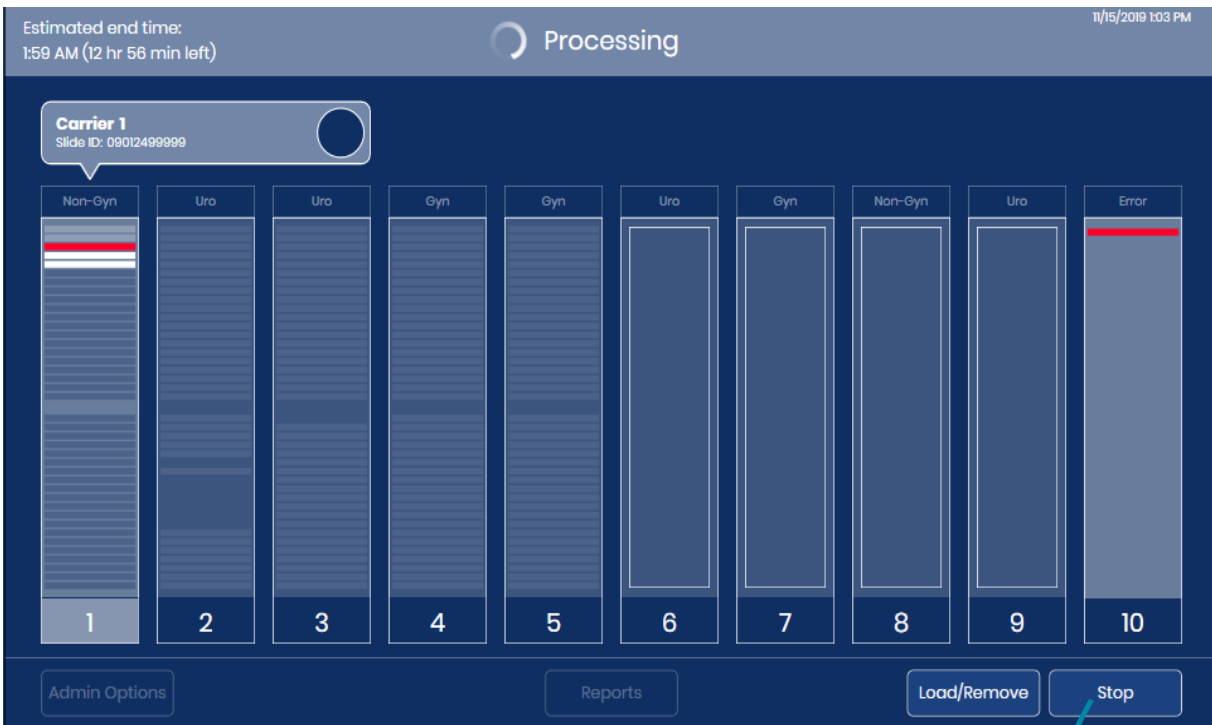 Estimated end time:
1:59 AM (12 hr 56 min left)
Processing
11/15/2019 1:03 PM
Carrier 1
Slide ID: 09012499999
Non-Gyn
Uro
Uro
Gyn
Gyn
Uro
Gyn
Non-Gyn
Uro
Error
1
2
3
4
5
6
7
8
9
10
Admin Options
Reports
Load/Remove
Stop